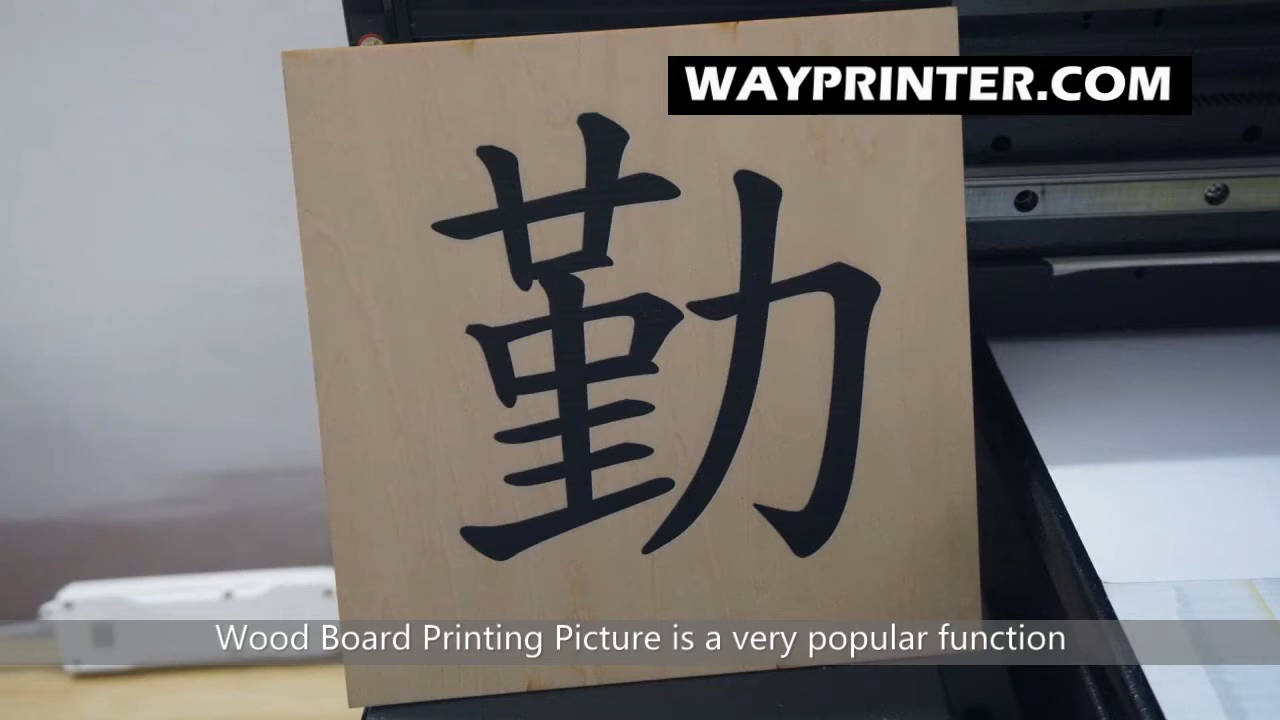 WAYPRINTER.COM
勤
Wood Board Printing Picture is a very popular function